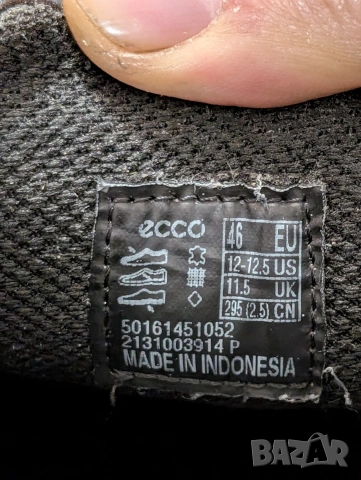 ecco
46 EU
12-12.5 US
11.5 UK
295 (2.5) CN
50161451052
2131003914 P
MADE IN INDONESIA
bazar